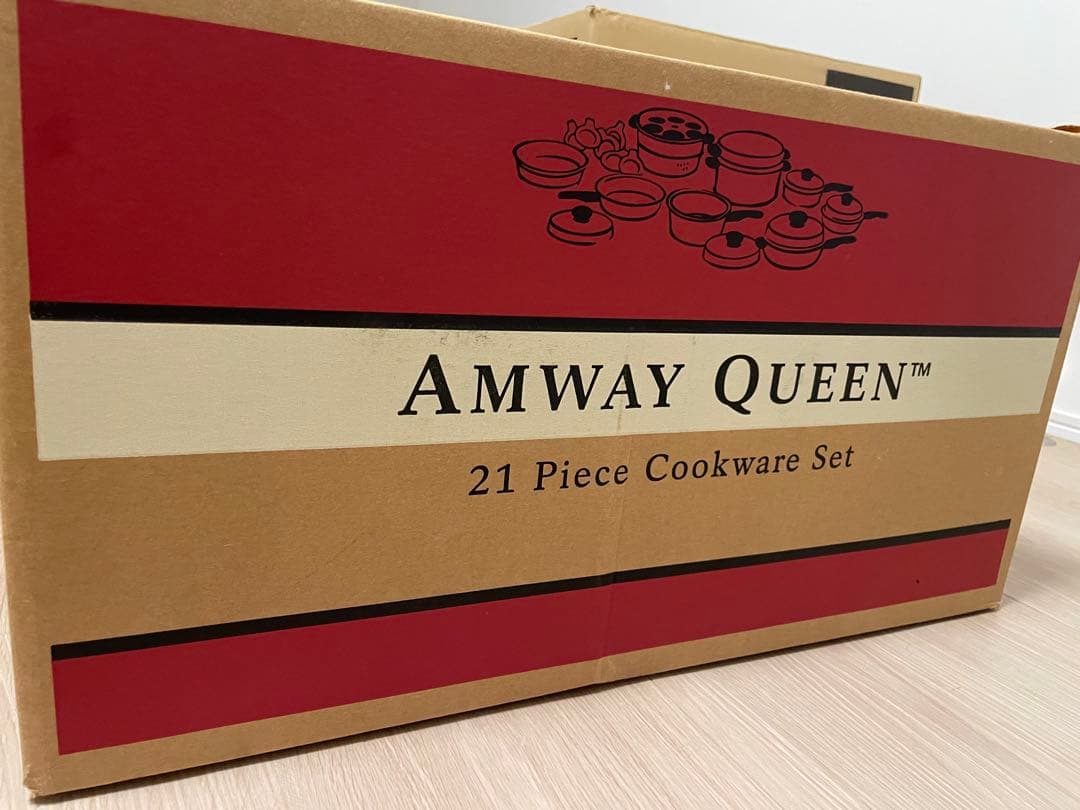 AMWAY QUEEN™
21 Piece Cookware Set